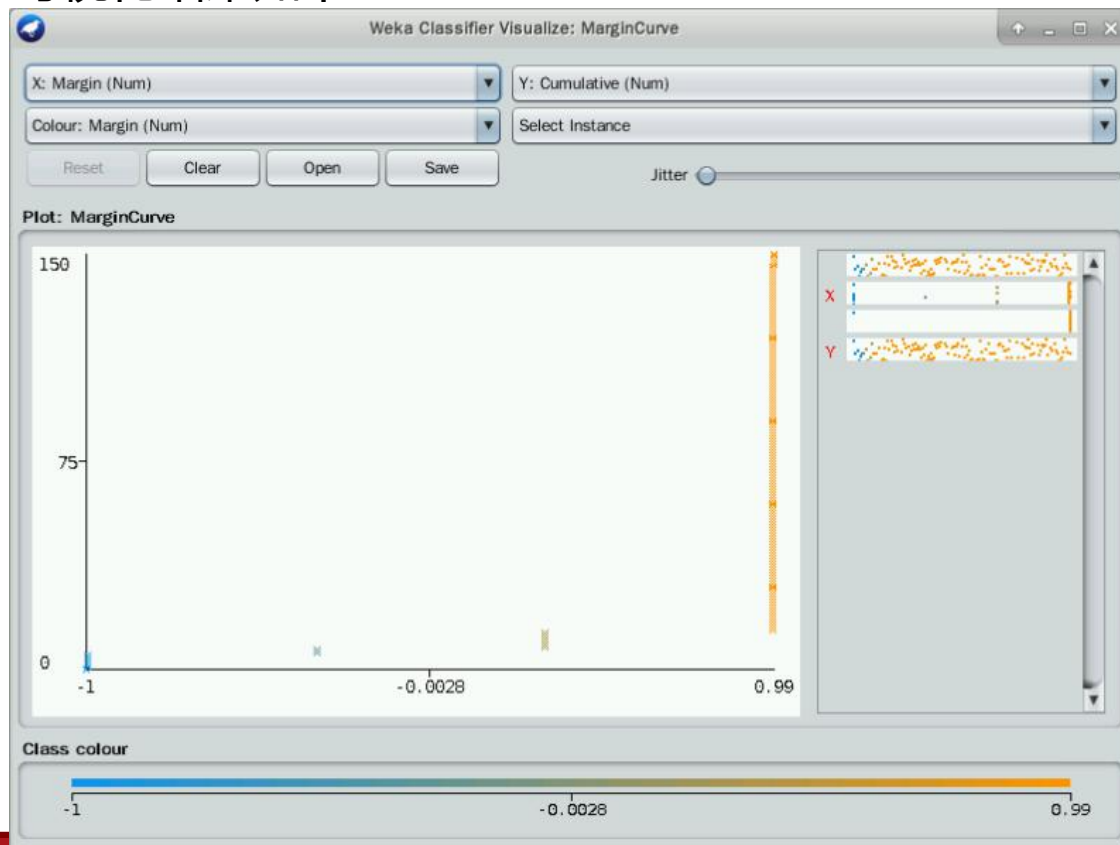 Weka Classifier Visualize: MarginCurve
X: Margin (Num)
Y: Cumulative (Num)
Colour: Margin (Num)
Select Instance
Reset
Clear
Open
Save
Jitter
Plot: MarginCurve
150
X
Y
75
0
-1
-0.0028
0.99
Class colour
-1
-0.0028
0.99